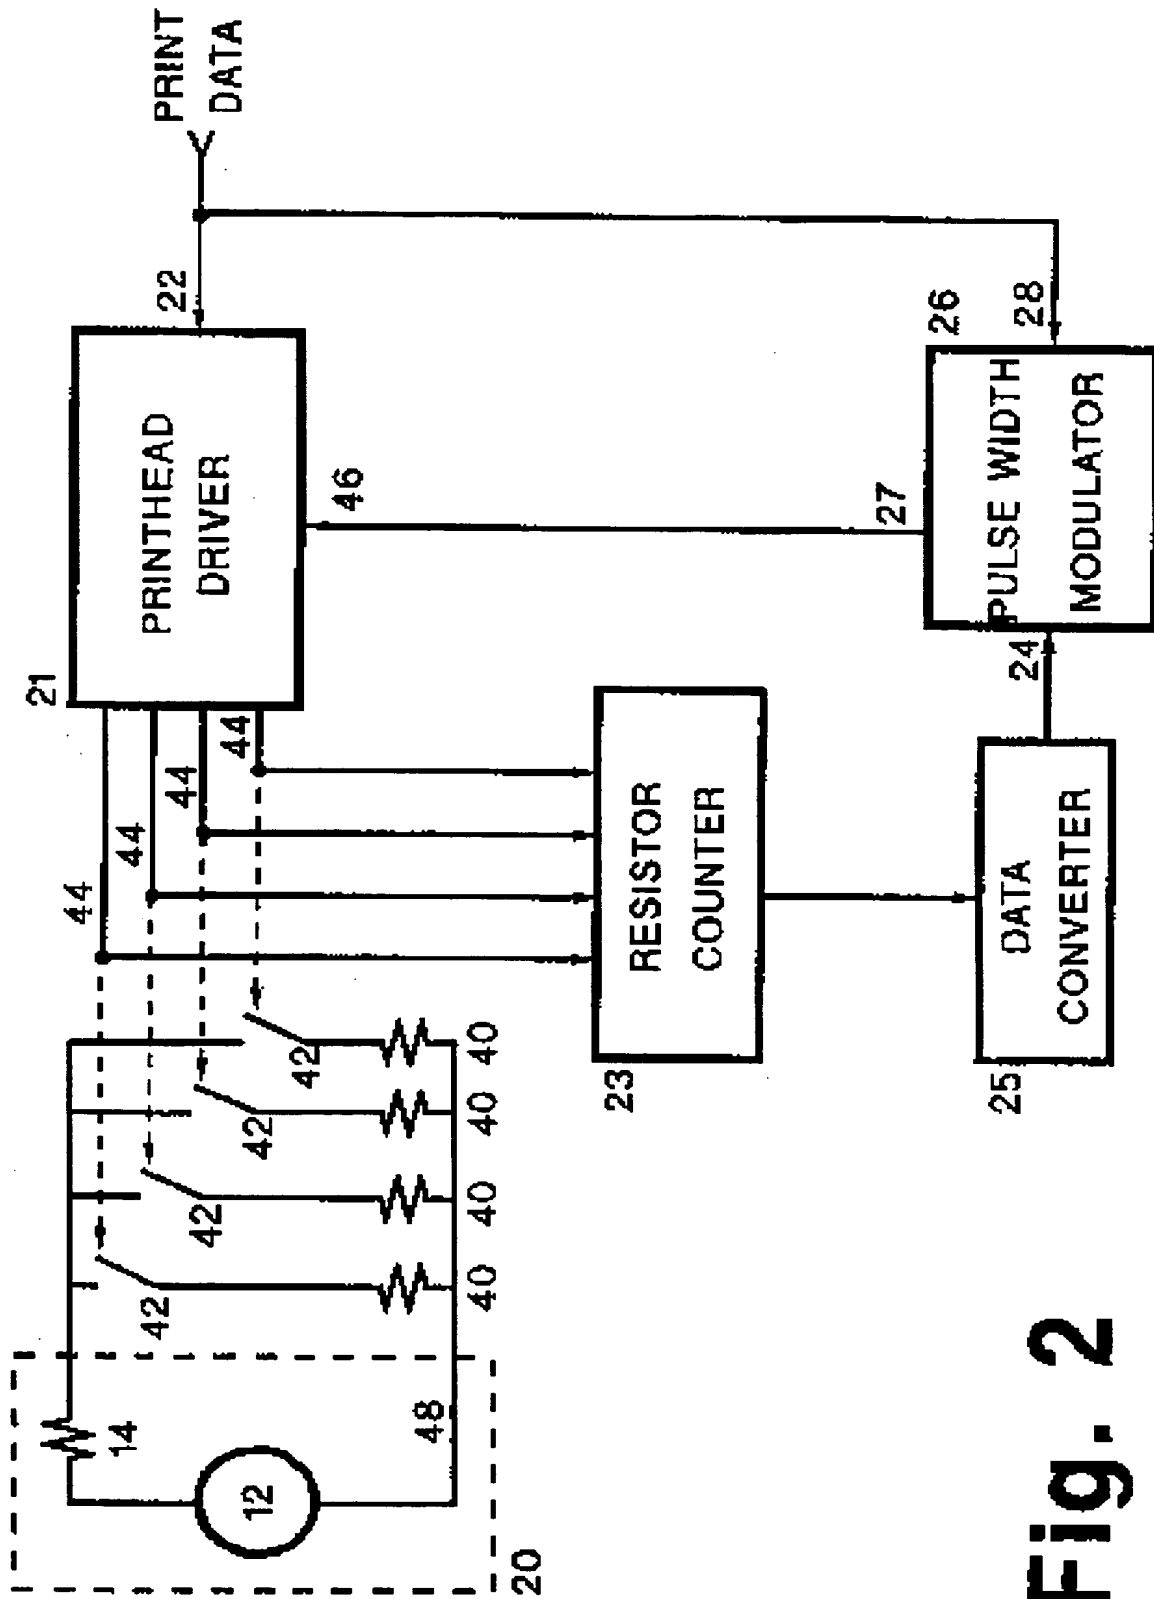 PRINT
DATA
22
21
PRINTHEAD
DRIVER
46
44
44
44
44
26
28
27
PULSE WIDTH
MODULATOR
24
RESISTOR
COUNTER
23
DATA
CONVERTER
25
42
42
42
42
40
40
40
40
14
12
48
20
Fig. 2